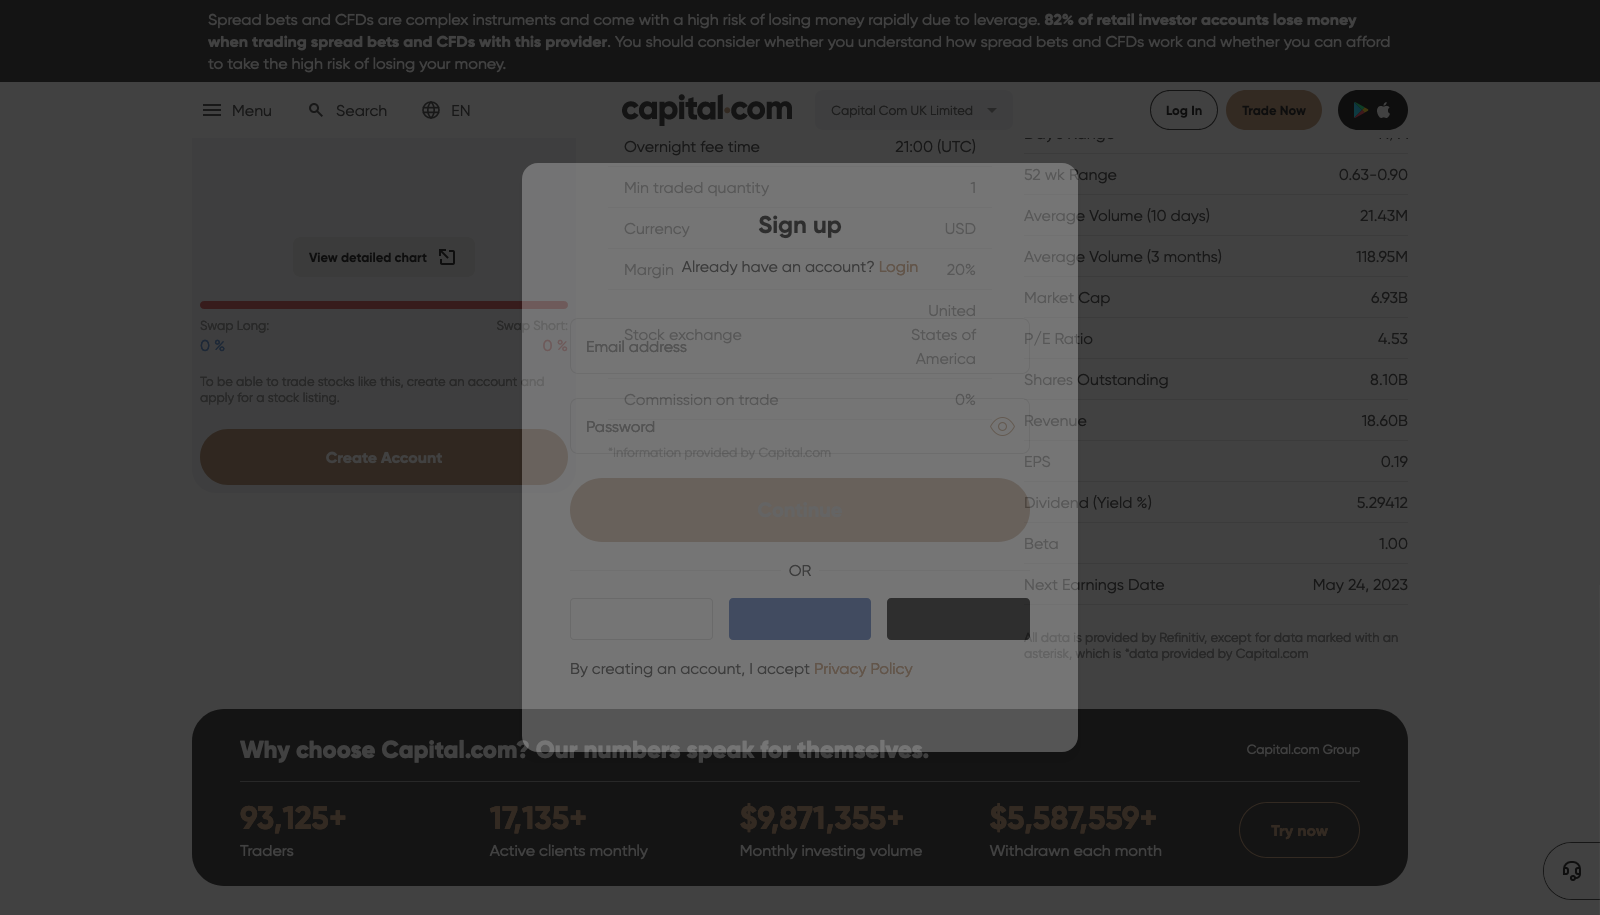 Spread bets and CFDs are complex instruments and come with a high risk of losing money rapidly due to leverage. 82% of retail investor accounts lose money
when trading spread bets and CFDs with this provider. You should consider whether you understand how spread bets and CFDs work and whether you can afford
to take the high risk of losing your money.
Menu
Search
EN
capital.com
Capital Com UK Limited
Log In
Trade Now
View detailed chart
Swap Long:
Swap Short:
0 %
0 %
To be able to trade stocks like this, create an account and
apply for a stock listing.
Create Account
Overnight fee time 21:00 (UTC)
Min traded quantity 1
Currency USD
Margin 20%
Stock exchange United
States of
America
Commission on trade 0%
*Information provided by Capital.com
Sign up
Already have an account? Login
Email address
Password
Continue
OR
By creating an account, I accept Privacy Policy
52 wk Range 0.63-0.90
Average Volume (10 days) 21.43M
Average Volume (3 months) 118.95M
Market Cap 6.93B
P/E Ratio 4.53
Shares Outstanding 8.10B
Revenue 18.60B
EPS 0.19
Dividend (Yield %) 5.29412
Beta 1.00
Next Earnings Date May 24, 2023
All data is provided by Refinitiv, except for data marked with an
asterisk, which is *data provided by Capital.com
Why choose Capital.com? Our numbers speak for themselves.
Capital.com Group
93,125+
Traders
17,135+
Active clients monthly
$9,871,355+
Monthly investing volume
$5,587,559+
Withdrawn each month
Try now